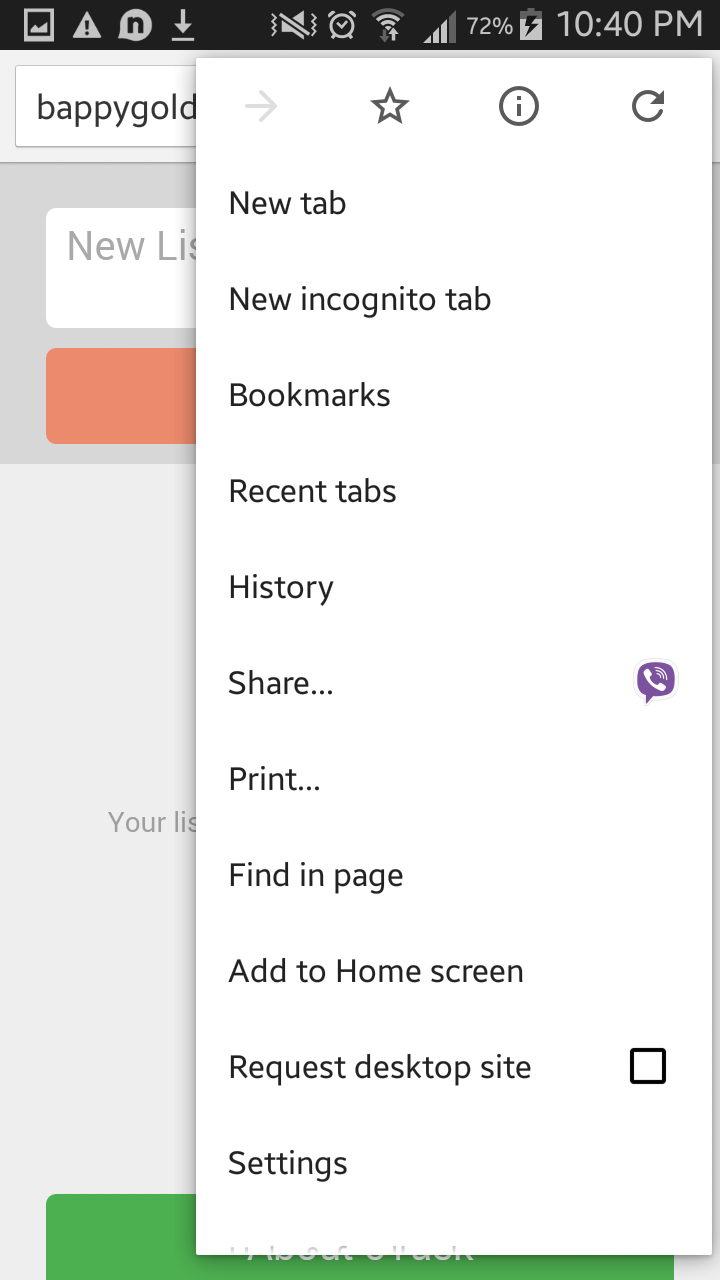 72% 10:40 PM
bappygold
New Lis
New tab
New incognito tab
Bookmarks
Recent tabs
History
Share...
Print...
Your lis
Find in page
Add to Home screen
Request desktop site
Settings